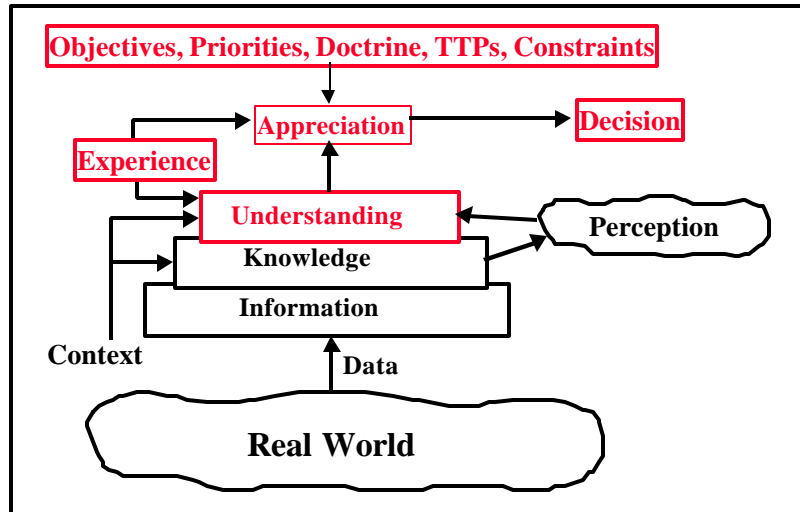 Objectives, Priorities, Doctrine, TTPs, Constraints
Appreciation
Decision
Experience
Understanding
Perception
Knowledge
Information
Context
Data
Real World